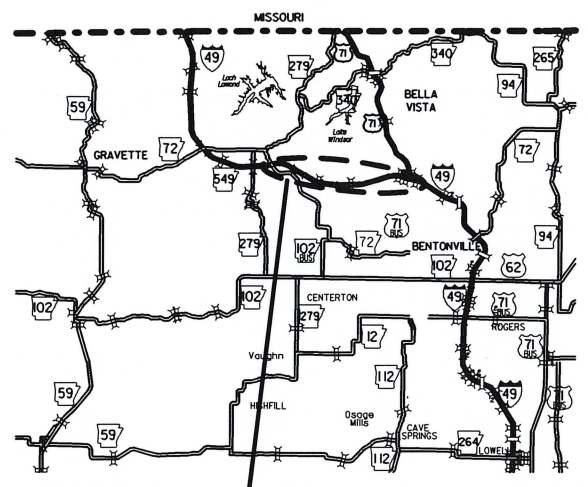 MISSOURI
49
279
71
340
265
Loch
Lomond
59
340
BELLA
VISTA
94
Lake
Windsor
71
72
GRAVETTE
72
549
49
279
102
BUS
72
71
BUS
BENTONVILLE
94
102
62
102
CENTERTON
279
49
71
BUS
ROGERS
12
71
BUS
Vaughn
59
112
HIGHFILL
Osage
Mills
49
71
BUS
59
CAVE
SPRINGS
264
LOWELL
112